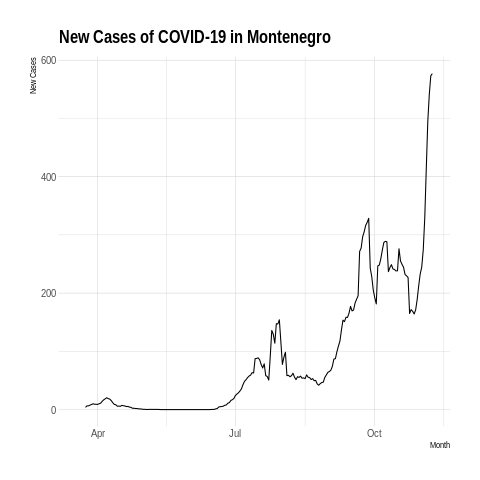 New Cases of COVID-19 in Montenegro
New Cases
600
400
200
0
Apr
Jul
Oct
Month